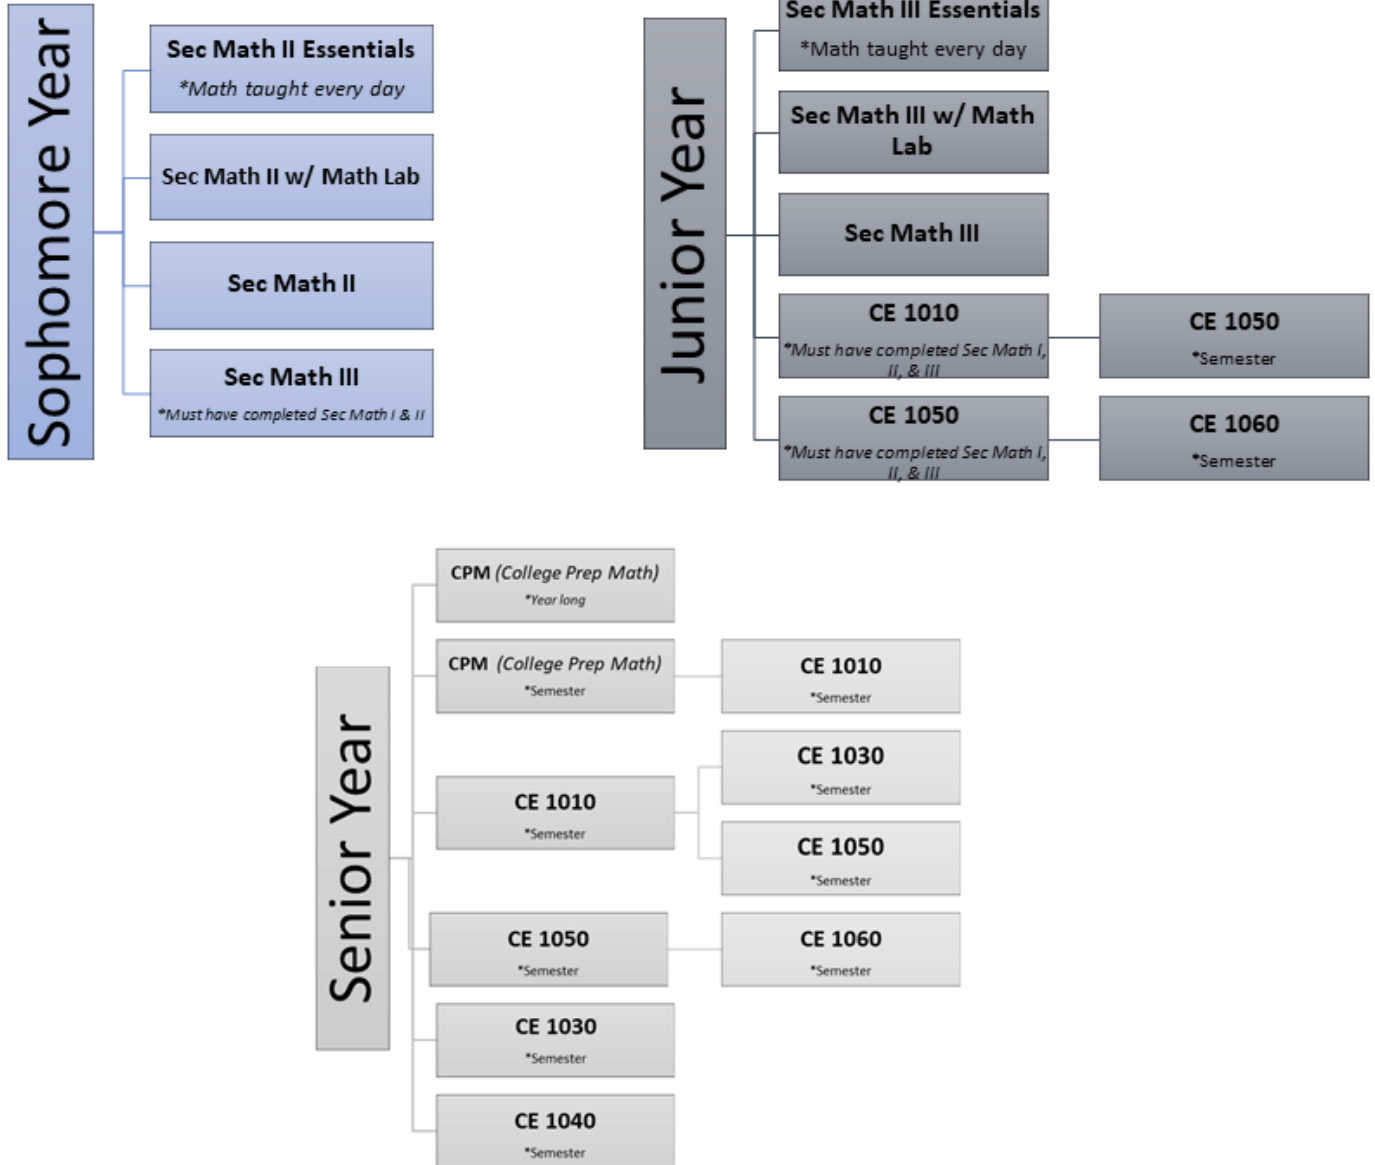 Sophomore Year
Sec Math II Essentials
*Math taught every day
Sec Math II w/ Math Lab
Sec Math II
Sec Math III
*Must have completed Sec Math I & II
Junior Year
Sec Math III Essentials
*Math taught every day
Sec Math III w/ Math
Lab
Sec Math III
CE 1010
*Must have completed Sec Math I,
II, & III
CE 1050
*Semester
CE 1050
*Must have completed Sec Math I,
II, & III
CE 1060
*Semester
Senior Year
CPM (College Prep Math)
*Year long
CPM (College Prep Math)
*Semester
CE 1010
*Semester
CE 1010
*Semester
CE 1030
*Semester
CE 1050
*Semester
CE 1050
*Semester
CE 1060
*Semester
CE 1030
*Semester
CE 1040
*Semester